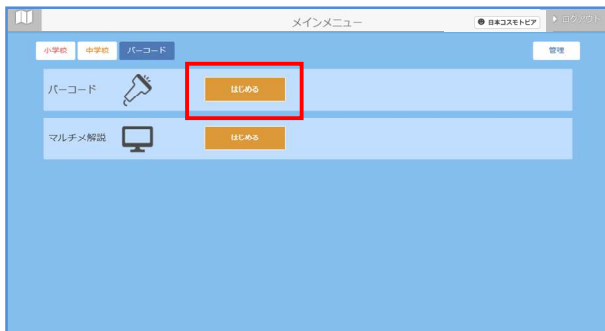 メインメニュー
日本コスモトピア
ログアウト
小学校 中学校 バーコード 管理
バーコード はじめる
マルチメ解説 はじめる